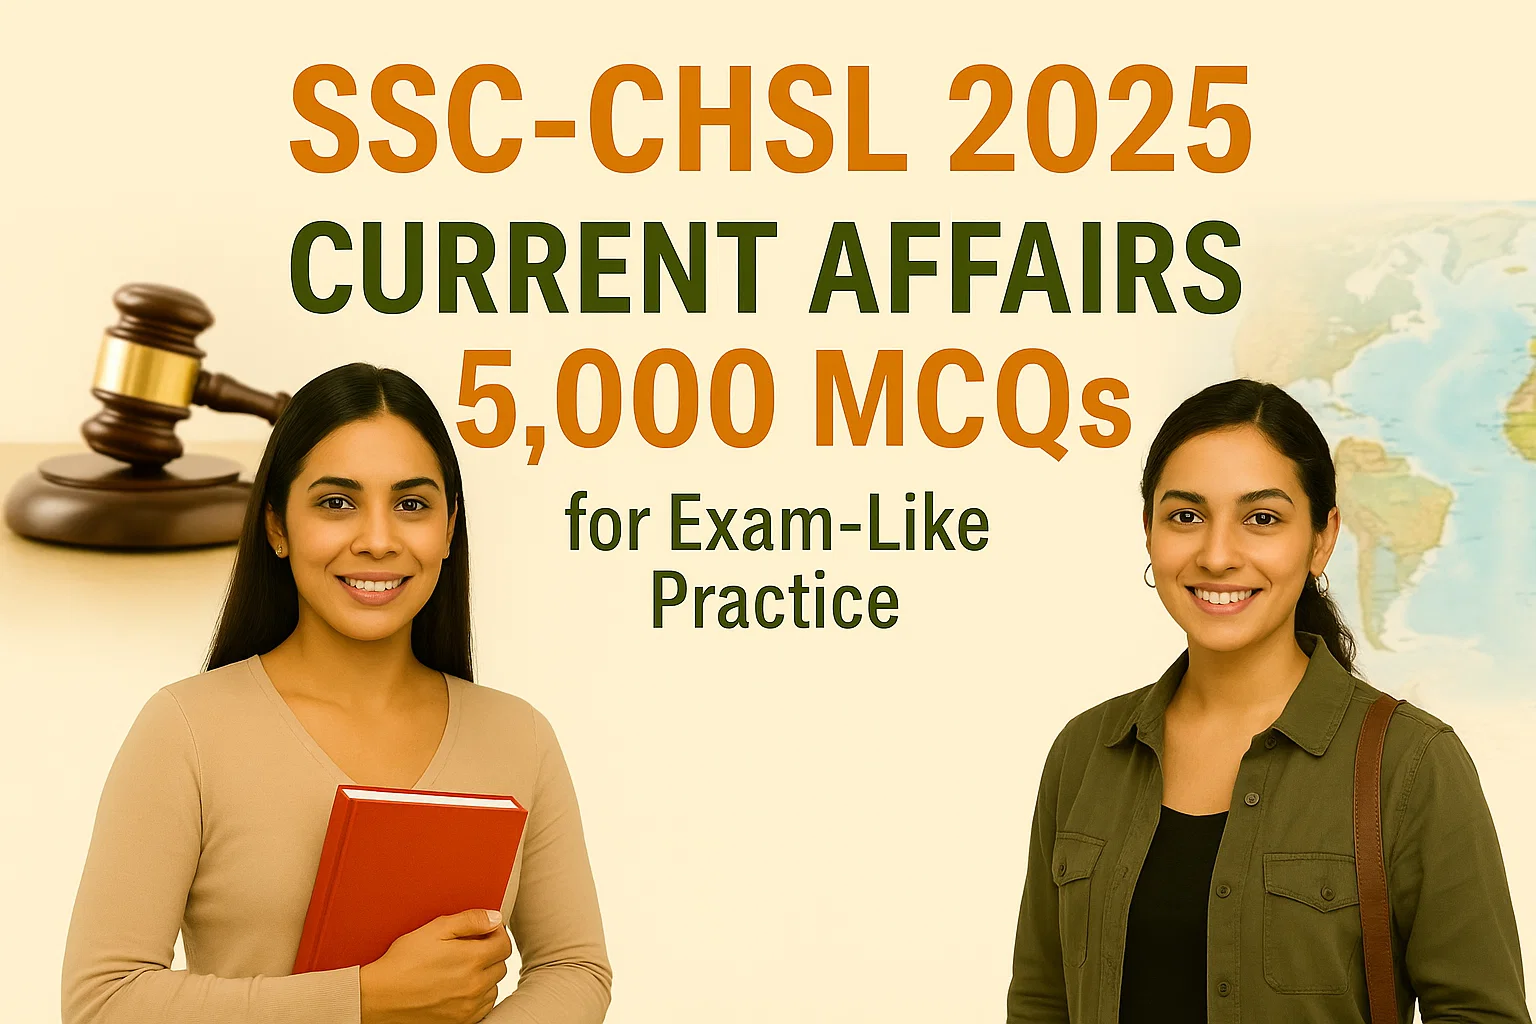 SSC-CHSL 2025
CURRENT AFFAIRS
5,000 MCQs
for Exam-Like
Practice